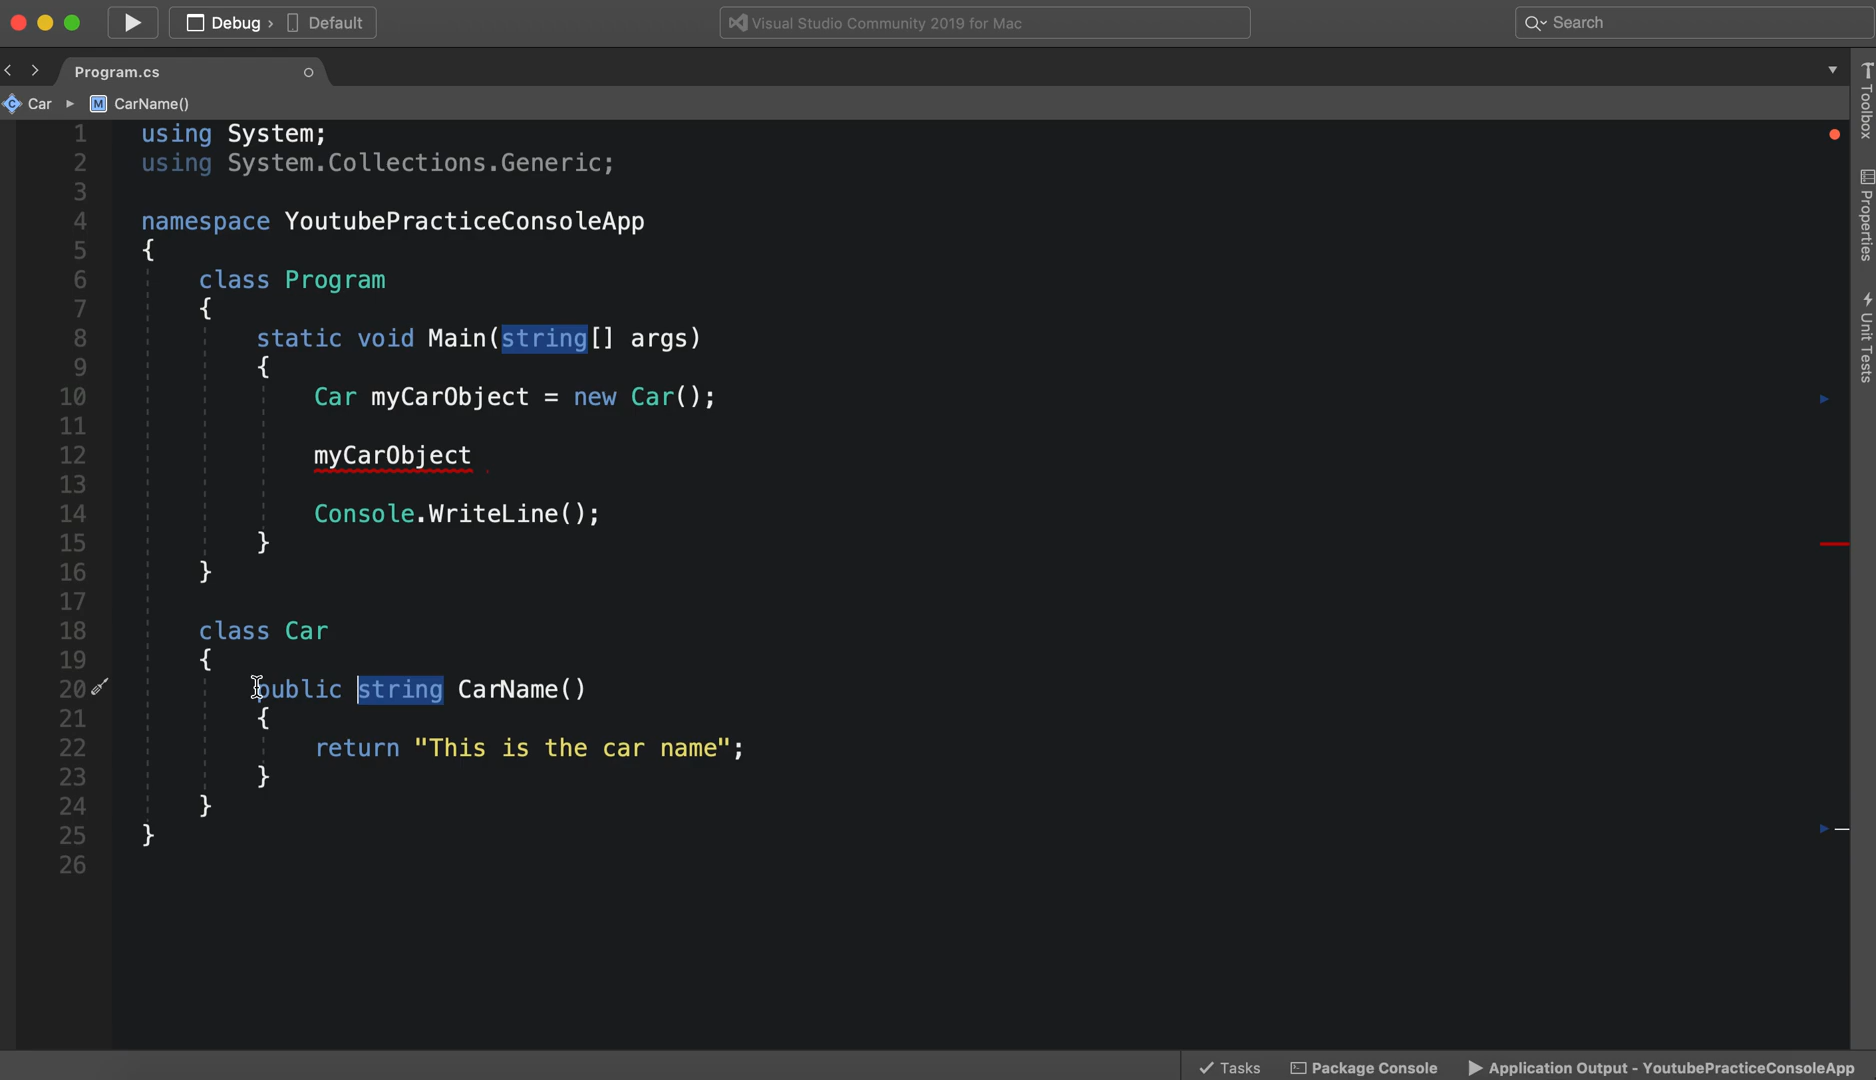 Debug › Default
Visual Studio Community 2019 for Mac
Search
Program.cs
Car ▸ M CarName()
1 using System;
2 using System.Collections.Generic;
3
4 namespace YoutubePracticeConsoleApp
5 {
6 class Program
7 {
8 static void Main(string[] args)
9 {
10 Car myCarObject = new Car();
11
12 myCarObject
13
14 Console.WriteLine();
15 }
16 }
17
18 class Car
19 {
20 public string CarName()
21 {
22 return "This is the car name";
23 }
24 }
25 }
26
Toolbox
Properties
Unit Tests
Tasks
Package Console
Application Output - YoutubePracticeConsoleApp